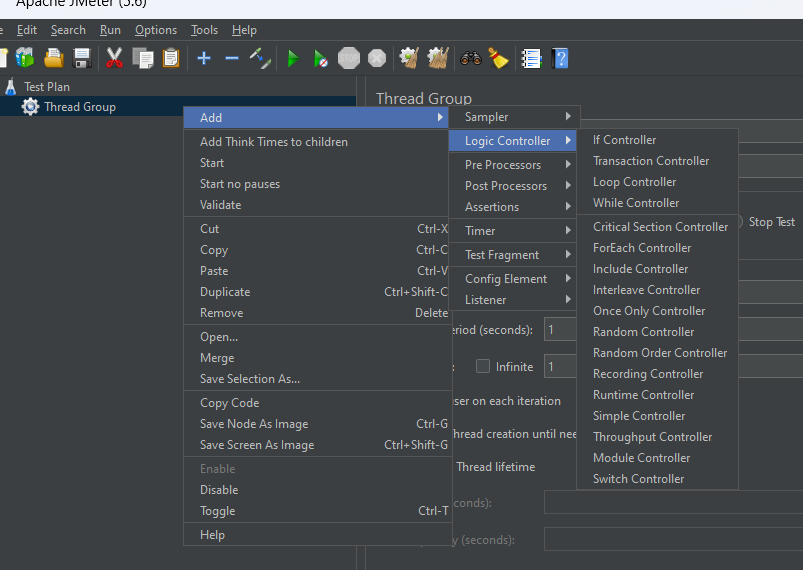 Apache JMeter (5.6)
Edit Search Run Options Tools Help
STOP
Test Plan
Thread Group
Thread Group
Add
Add Think Times to children
Start
Start no pauses
Validate
Cut Ctrl-X
Copy Ctrl-C
Paste Ctrl-V
Duplicate Ctrl+Shift-C
Remove Delete
Open...
Merge
Save Selection As...
Copy Code
Save Node As Image Ctrl-G
Save Screen As Image Ctrl+Shift-G
Enable
Disable
Toggle Ctrl-T
Help
Sampler
Logic Controller
Pre Processors
Post Processors
Assertions
Timer
Test Fragment
Config Element
Listener
If Controller
Transaction Controller
Loop Controller
While Controller
Critical Section Controller
ForEach Controller
Include Controller
Interleave Controller
Once Only Controller
Random Controller
Random Order Controller
Recording Controller
Runtime Controller
Simple Controller
Throughput Controller
Module Controller
Switch Controller
Stop Test
(seconds): 1
Infinite 1
on each iteration
creation until
Thread lifetime
(seconds):